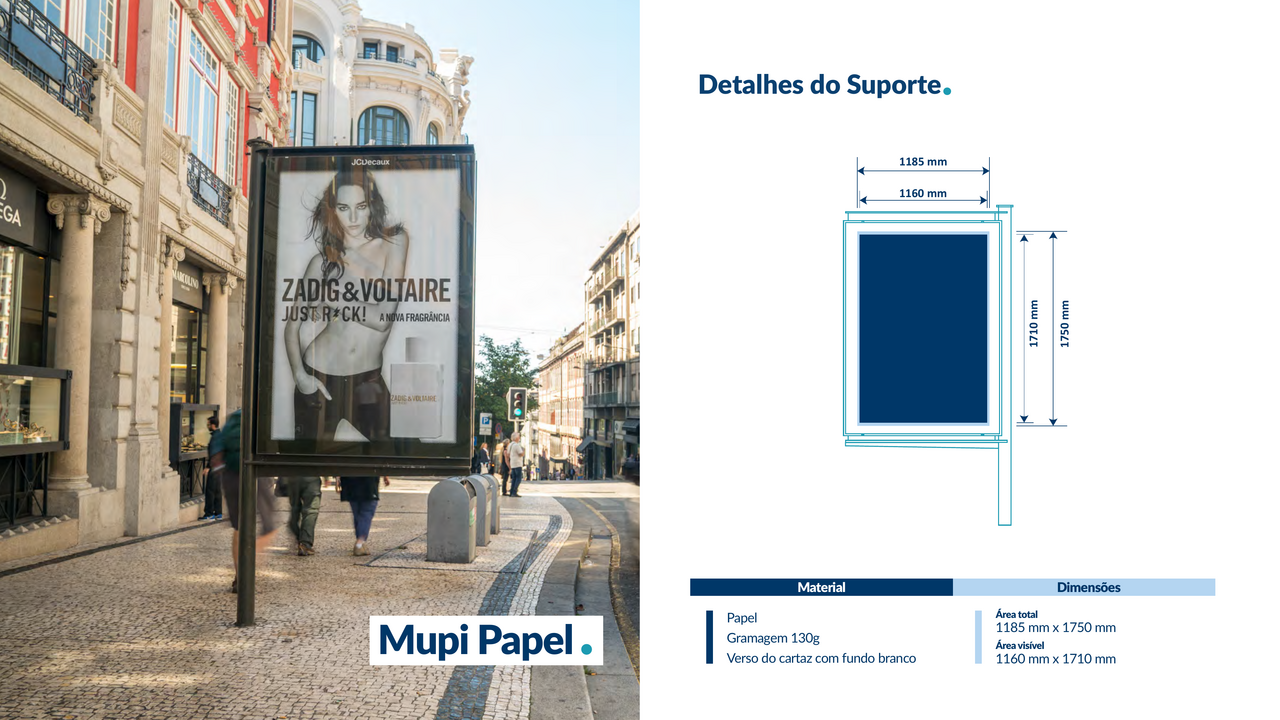 JCDecaux
ZADIG & VOLTAIRE
JUST R*CK! A NOVA FRAGRÂNCIA
ZADIG & VOLTAIRE
MARCOLINO
P
Mupi Papel.
Detalhes do Suporte.
1185 mm
1160 mm
1710 mm
1750 mm
Material
Dimensões
Papel
Gramagem 130g
Verso do cartaz com fundo branco
Área total
1185 mm x 1750 mm
Área visível
1160 mm x 1710 mm